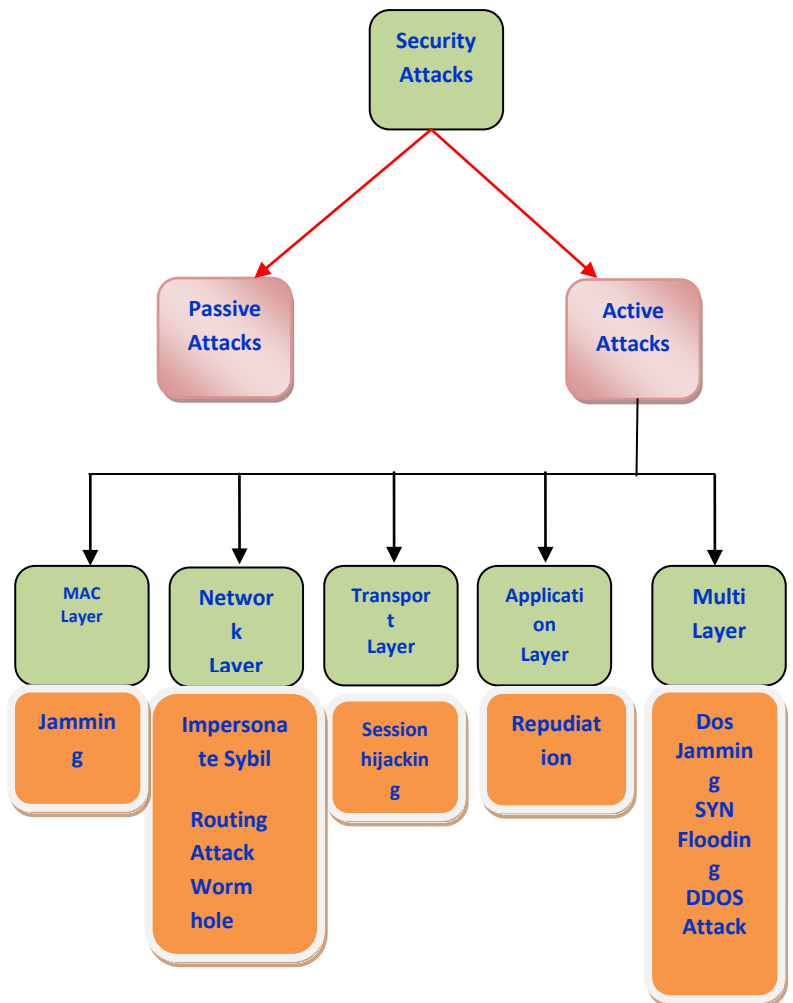 Security
Attacks
Passive
Attacks
Active
Attacks
MAC
Layer
Networ
k
Layer
Transpor
t
Layer
Applicati
on
Layer
Multi
Layer
Jammin
g
Impersona
te Sybil
Routing
Attack
Worm
hole
Session
hijackin
g
Repudiat
ion
Dos
Jammin
g
SYN
Floodin
g
DDOS
Attack